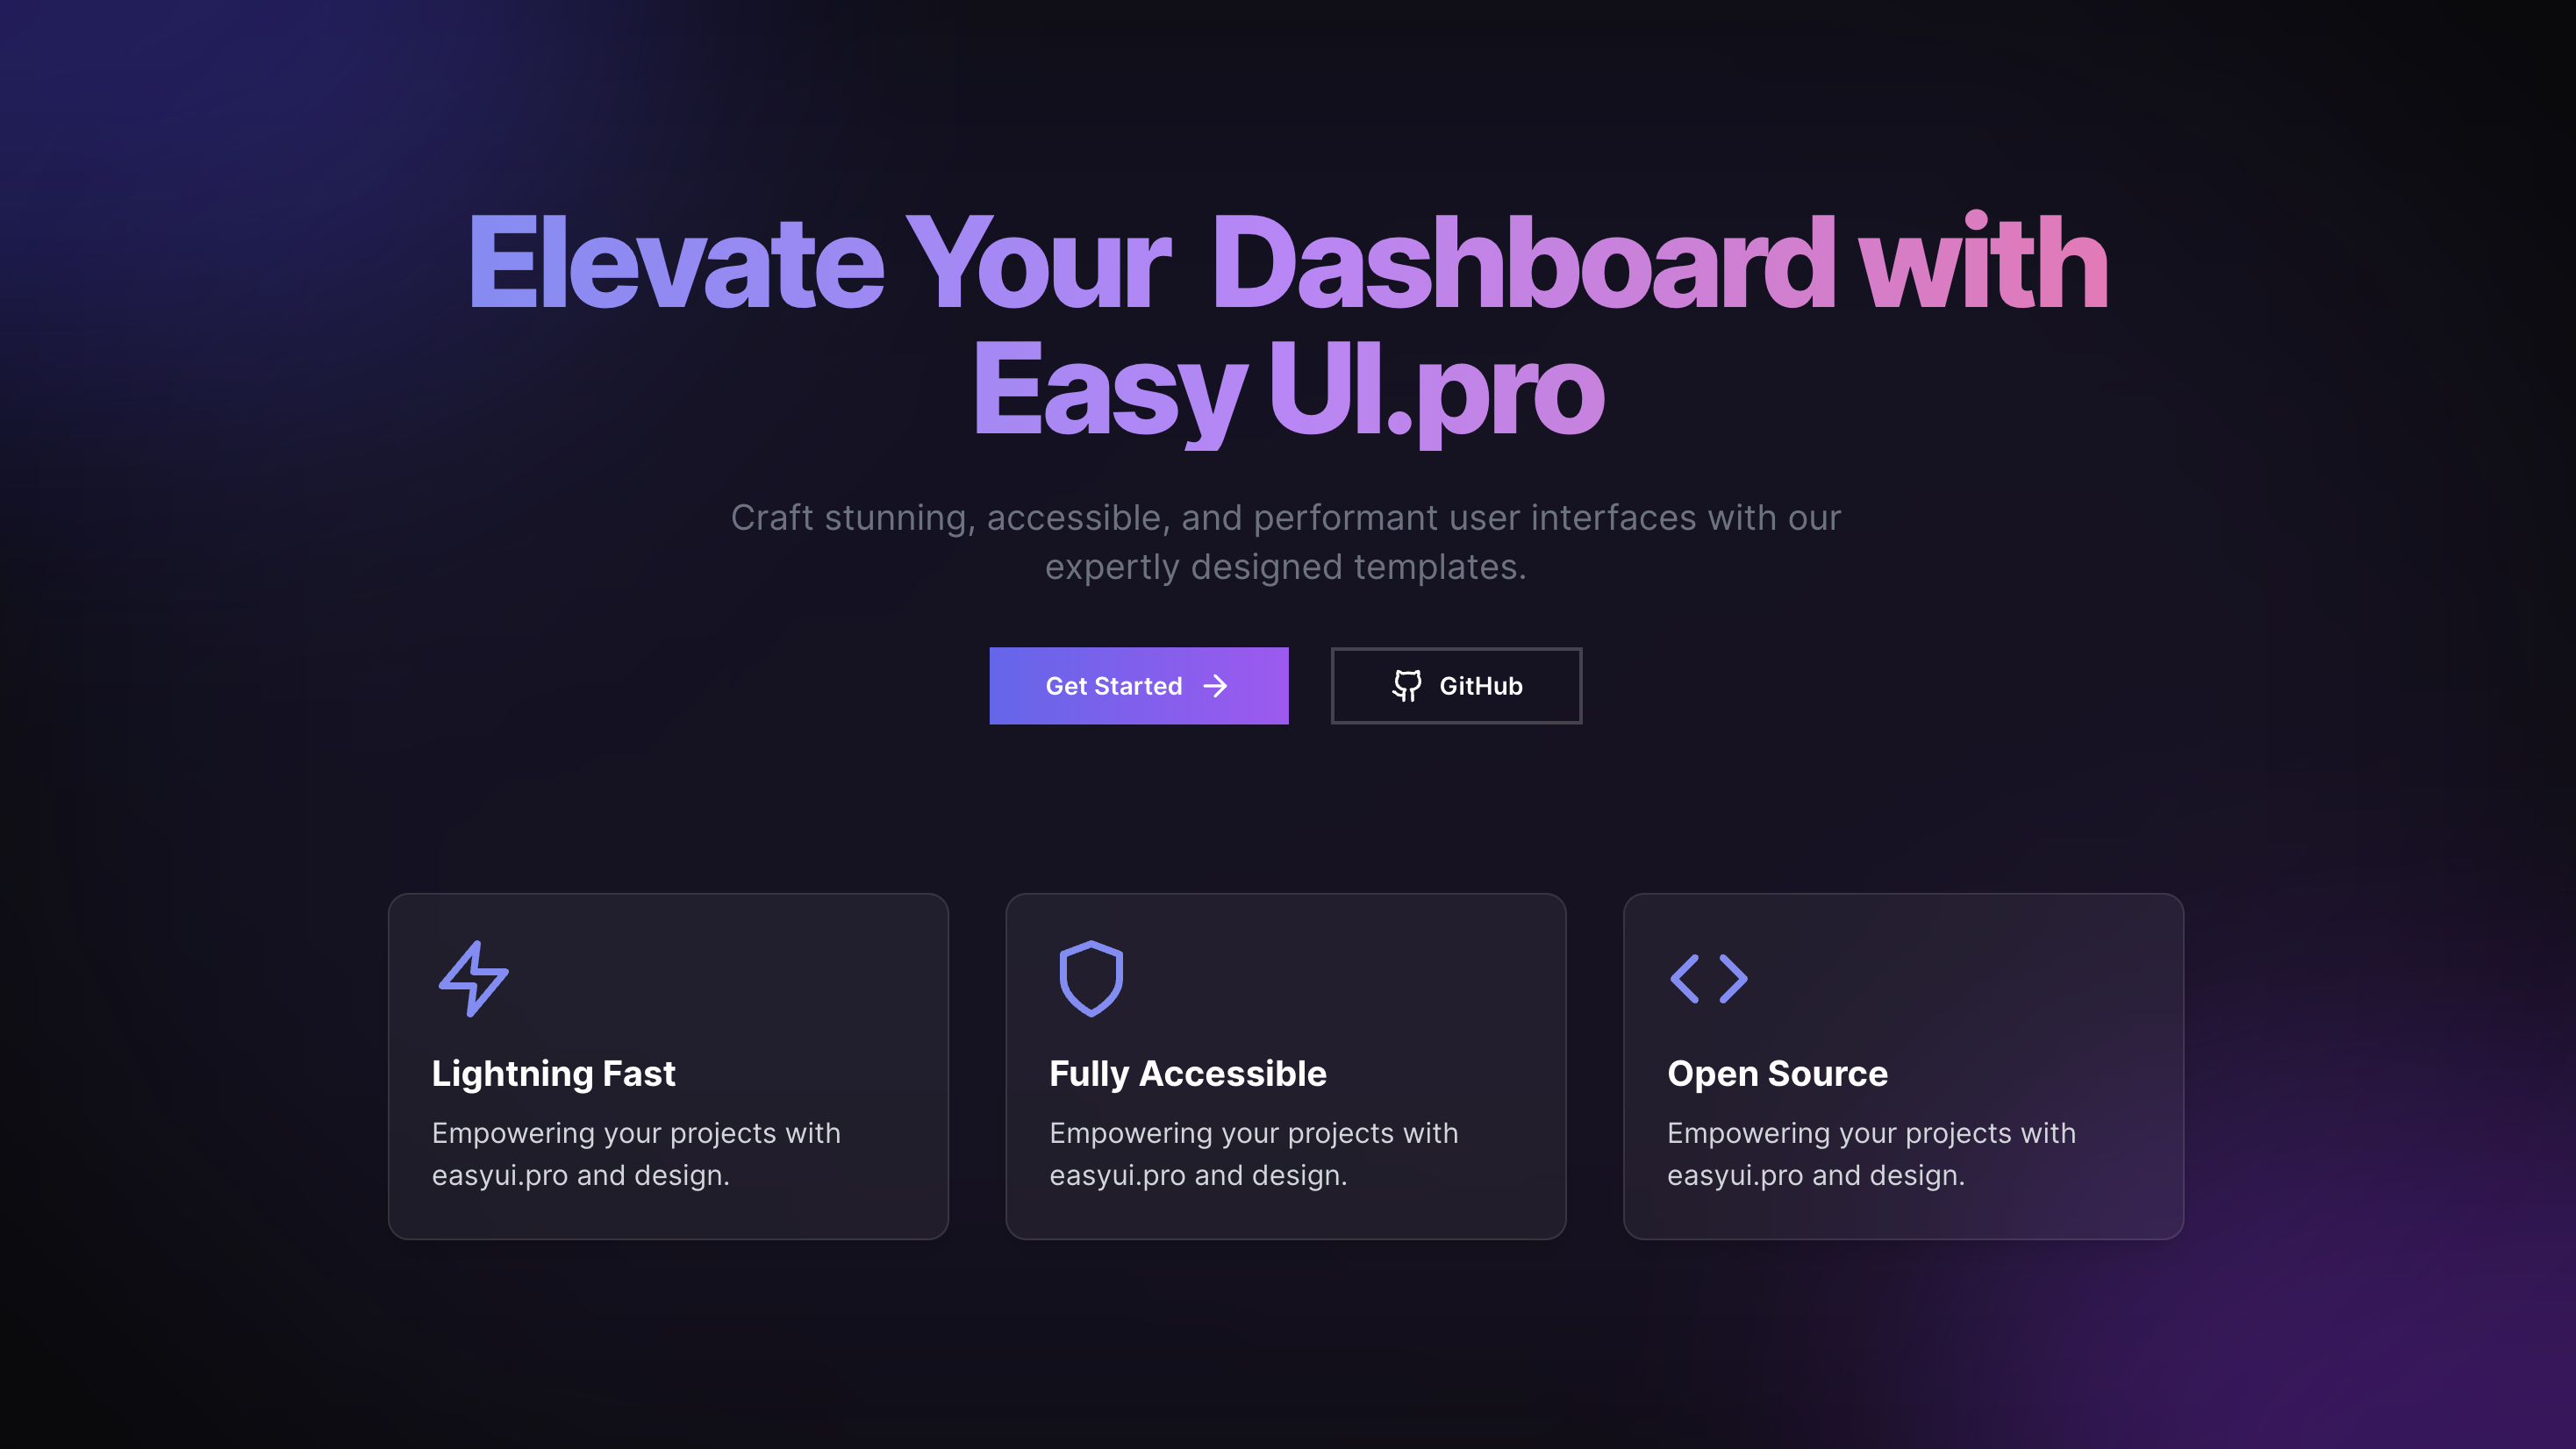 Elevate Your Dashboard with
Easy UI.pro
Craft stunning, accessible, and performant user interfaces with our
expertly designed templates.
Get Started
GitHub
Lightning Fast
Empowering your projects with
easyui.pro and design.
Fully Accessible
Empowering your projects with
easyui.pro and design.
Open Source
Empowering your projects with
easyui.pro and design.